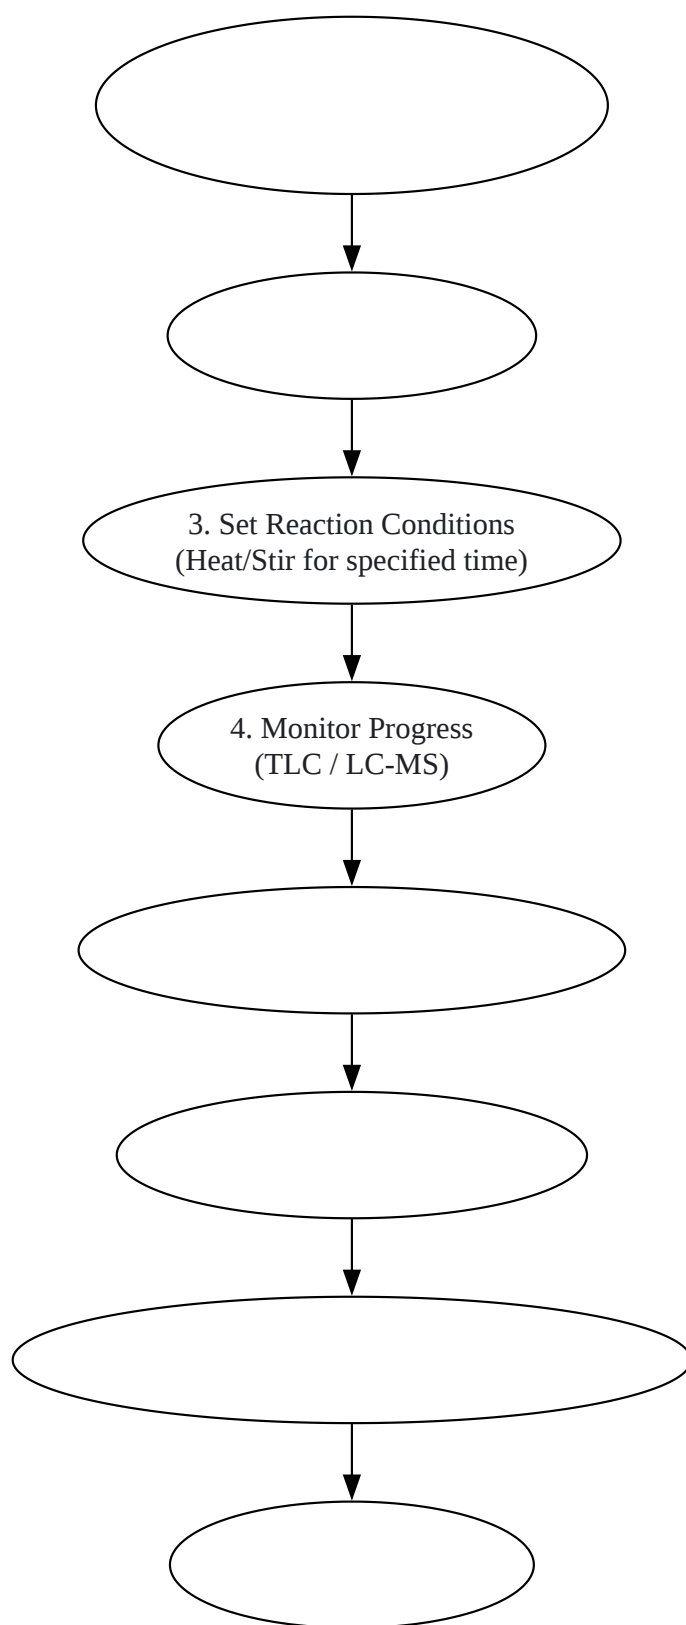 3. Set Reaction Conditions
(Heat/Stir for specified time)
4. Monitor Progress
(TLC / LC-MS)